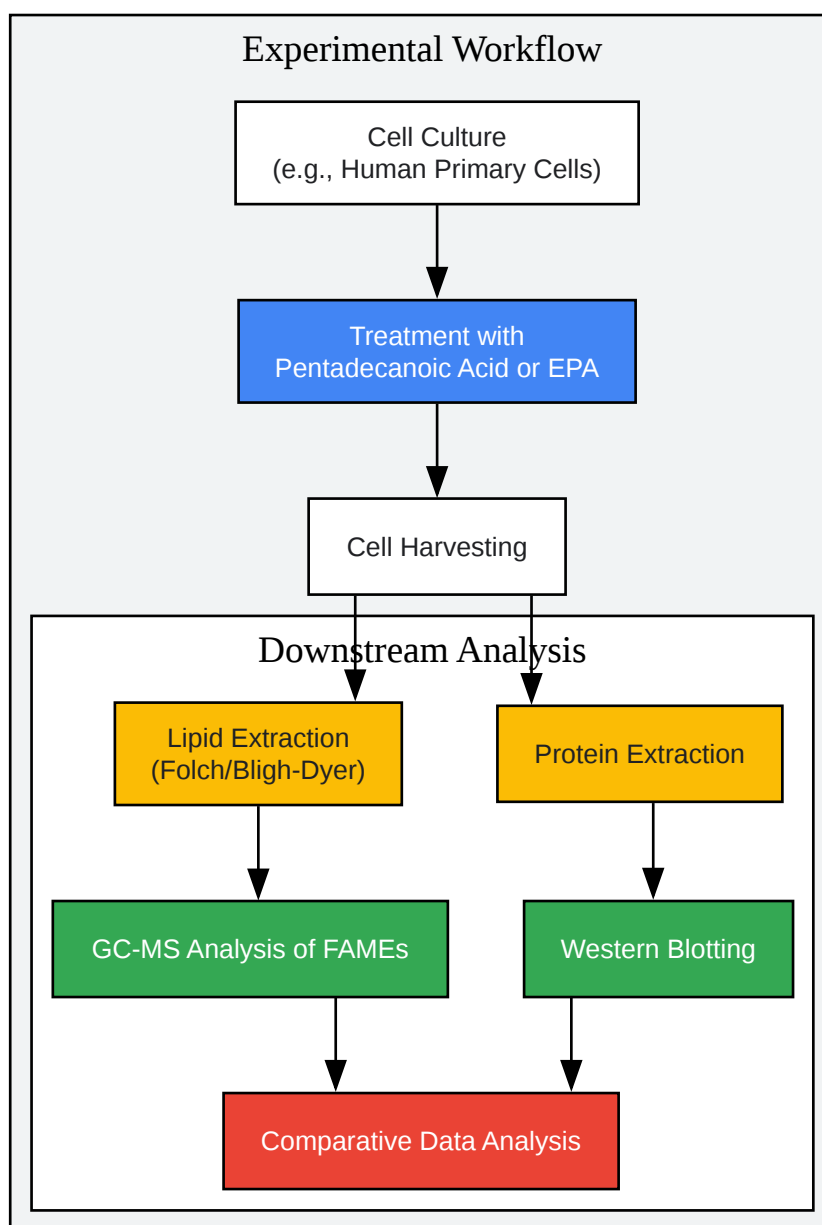 Experimental Workflow
Cell Culture
(e.g., Human Primary Cells)
Treatment with
Pentadecanoic Acid or EPA
Cell Harvesting
Downstream Analysis
Lipid Extraction
(Folch/Bligh-Dyer)
Protein Extraction
GC-MS Analysis of FAMEs
Western Blotting
Comparative Data Analysis